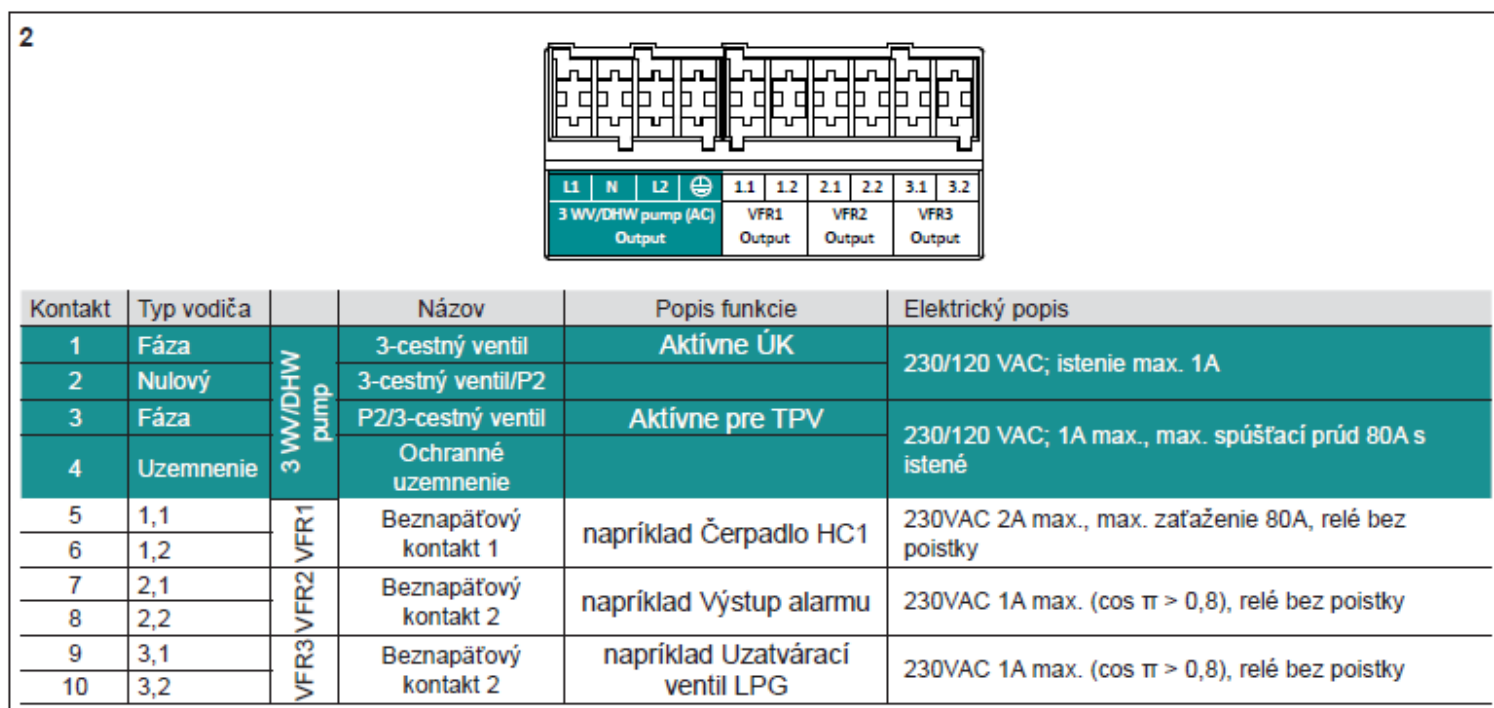 2
L1 N L2 1.1 1.2 2.1 2.2 3.1 3.2
3 WV/DHW pump (AC) VFR1 VFR2 VFR3
Output Output Output Output
Kontakt Typ vodiča Názov Popis funkcie Elektrický popis
3 WV/DHW
pump
1 Fáza 3-cestný ventil Aktívne ÚK
230/120 VAC; istenie max. 1A
2 Nulový 3-cestný ventil/P2
3 Fáza P2/3-cestný ventil Aktívne pre TPV
230/120 VAC; 1A max., max. spúšťací prúd 80A s
istené
4 Uzemnenie Ochranné
uzemnenie
5 1,1 VFR1 Beznapäťový
kontakt 1
napríklad Čerpadlo HC1
230VAC 2A max., max. zaťaženie 80A, relé bez
poistky
6 1,2
7 2,1 VFR2 Beznapäťový
kontakt 2
napríklad Výstup alarmu
230VAC 1A max. (cos π > 0,8), relé bez poistky
8 2,2
9 3,1 VFR3 Beznapäťový
kontakt 2
napríklad Uzatvárací
ventil LPG
230VAC 1A max. (cos π > 0,8), relé bez poistky
10 3,2